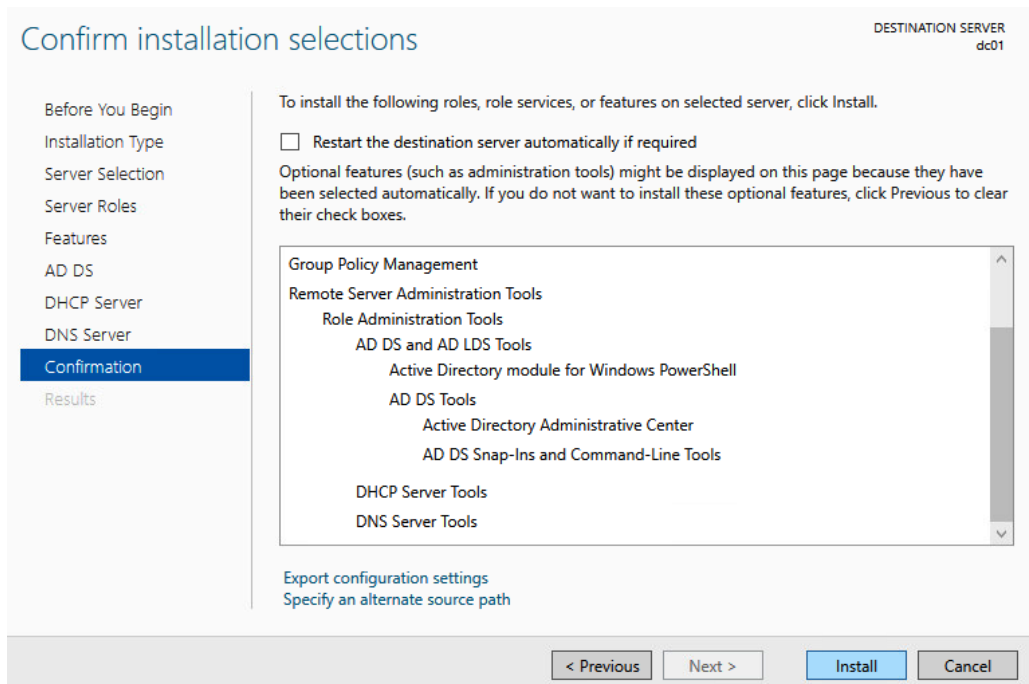 Confirm installation selections
DESTINATION SERVER
dc01
Before You Begin
Installation Type
Server Selection
Server Roles
Features
AD DS
DHCP Server
DNS Server
Confirmation
Results
To install the following roles, role services, or features on selected server, click Install.
Restart the destination server automatically if required
Optional features (such as administration tools) might be displayed on this page because they have
been selected automatically. If you do not want to install these optional features, click Previous to clear
their check boxes.
Group Policy Management
Remote Server Administration Tools
Role Administration Tools
AD DS and AD LDS Tools
Active Directory module for Windows PowerShell
AD DS Tools
Active Directory Administrative Center
AD DS Snap-Ins and Command-Line Tools
DHCP Server Tools
DNS Server Tools
Export configuration settings
Specify an alternate source path
< Previous
Next >
Install
Cancel